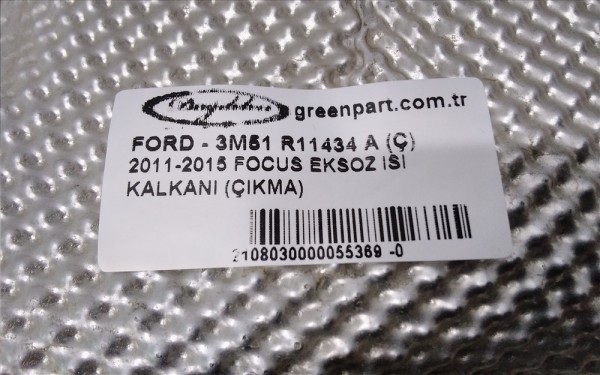 greenpart.com.tr
FORD - 3M51 R11434 A (Ç)
2011-2015 FOCUS EKSOZ ISI
KALKANI (ÇIKMA)
2108030000055369 -0